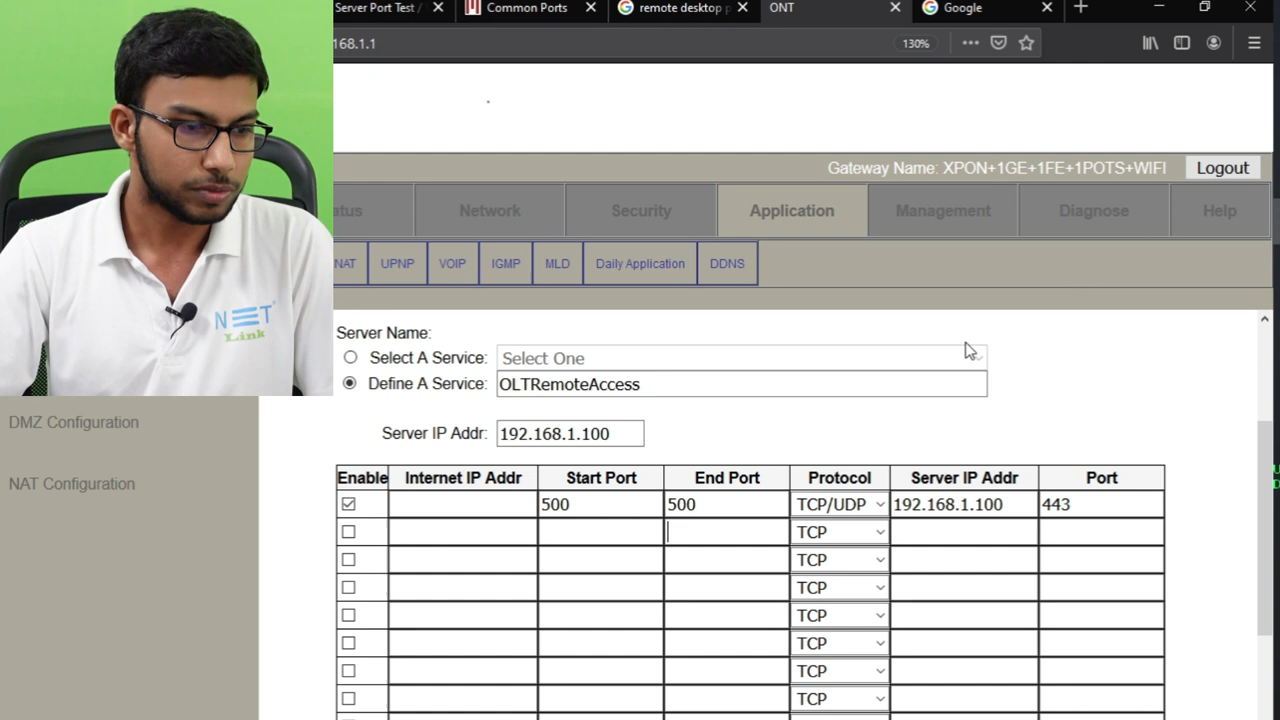 Server Port Test /
Common Ports
remote desktop p
ONT
Google
168.1.1
130%
Gateway Name: XPON+1GE+1FE+1POTS+WIFI
Logout
atus
Network
Security
Application
Management
Diagnose
Help
NAT
UPNP
VOIP
IGMP
MLD
Daily Application
DDNS
NET
Link
Server Name:
Select A Service: Select One
Define A Service: OLTRemoteAccess
DMZ Configuration
Server IP Addr: 192.168.1.100
NAT Configuration
Enable Internet IP Addr Start Port End Port Protocol Server IP Addr Port
500 500 TCP/UDP 192.168.1.100 443
TCP
TCP
TCP
TCP
TCP
TCP
TCP